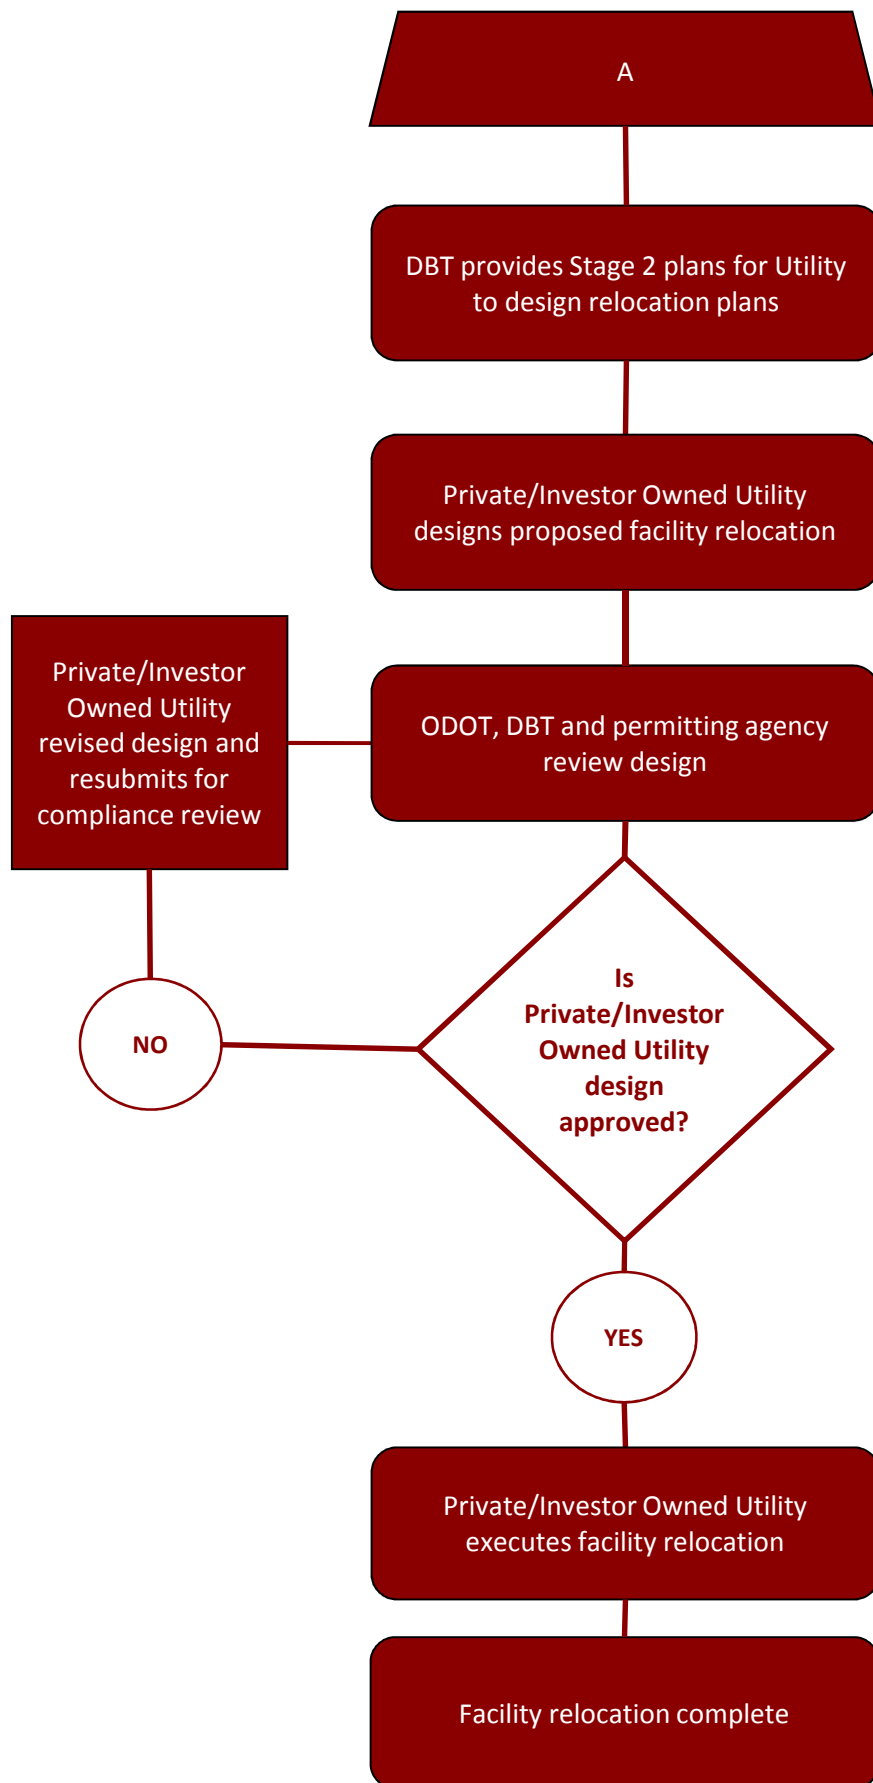 A
DBT provides Stage 2 plans for Utility
to design relocation plans
Private/Investor Owned Utility
designs proposed facility relocation
Private/Investor
Owned Utility
revised design and
resubmits for
compliance review
ODOT, DBT and permitting agency
review design
Is
Private/Investor
Owned Utility
design
approved?
NO
YES
Private/Investor Owned Utility
executes facility relocation
Facility relocation complete